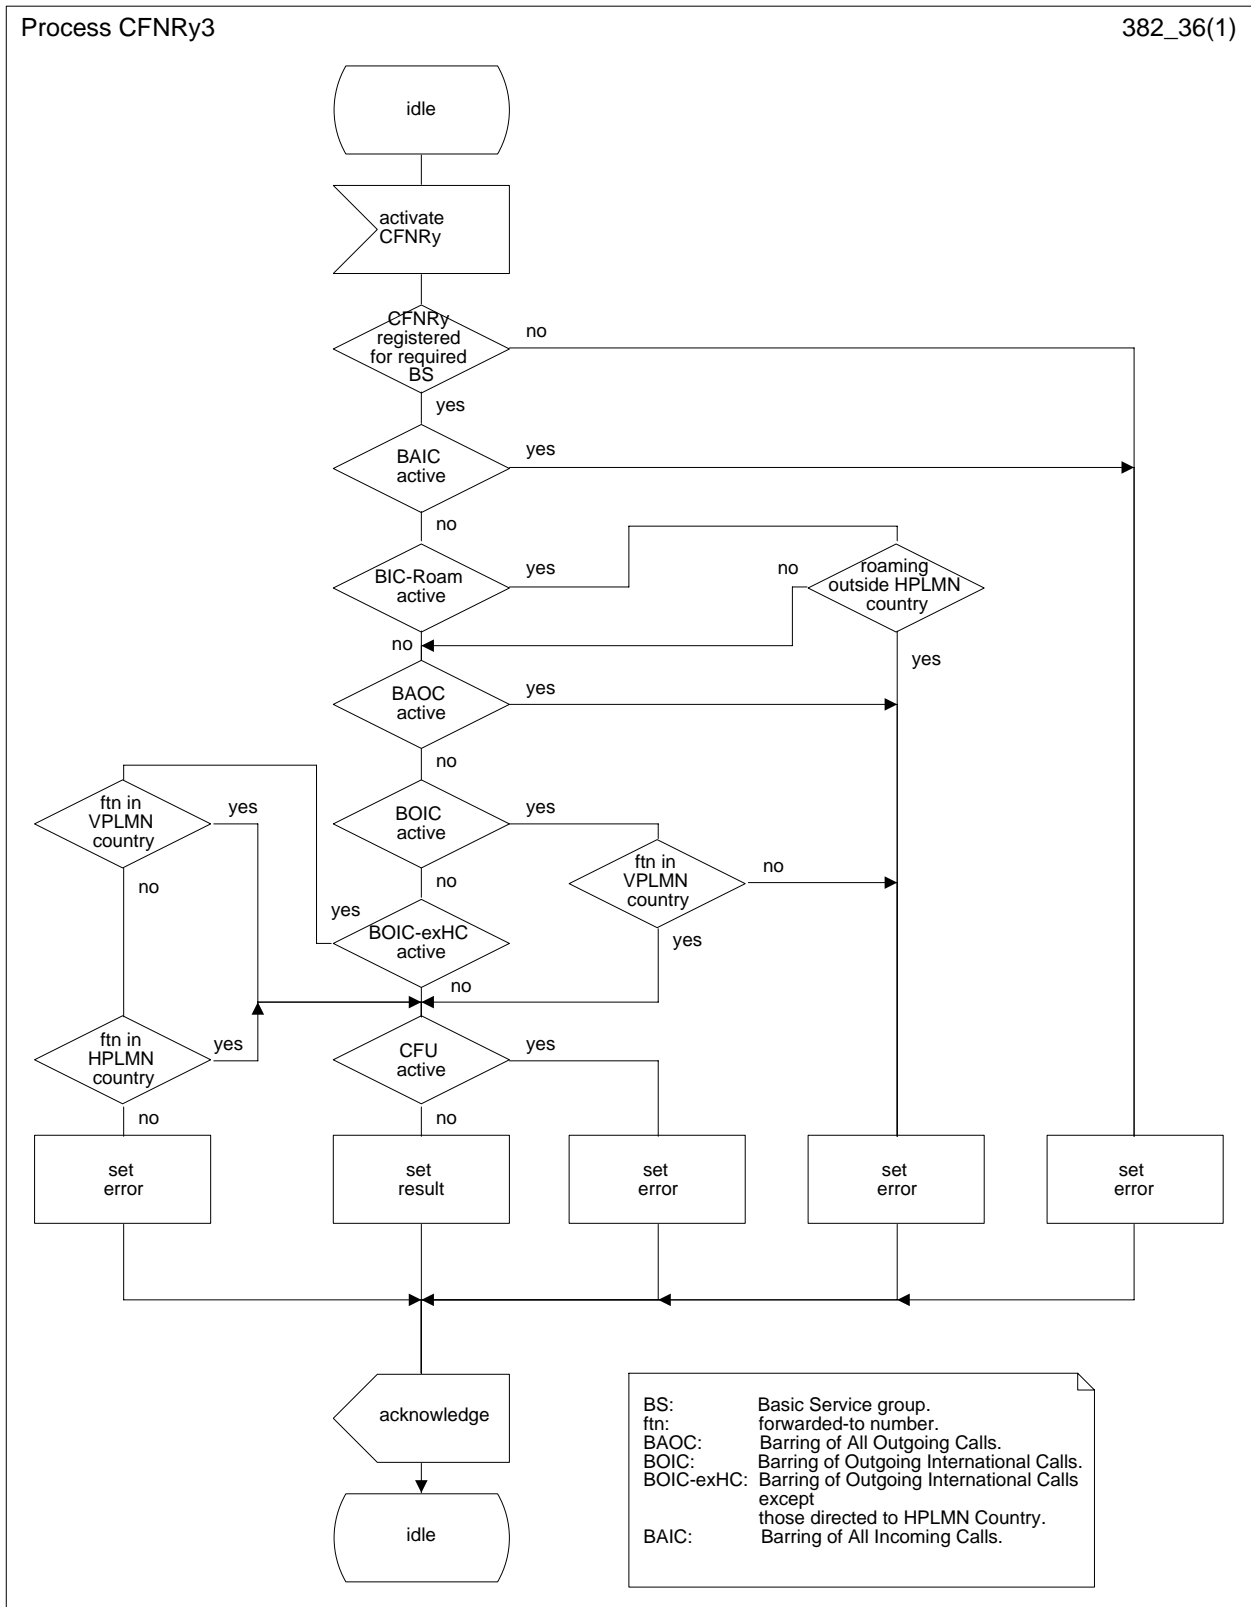 Process CFNRy3
382_36(1)
idle
activate
CFNRy
CFNRy
registered
for required
BS
no
yes
BAIC
active
yes
no
BIC-Roam
active
yes
no
roaming
outside HPLMN
country
no
yes
BAOC
active
yes
no
ftn in
VPLMN
country
yes
no
BOIC
active
yes
no
ftn in
VPLMN
country
no
yes
yes
BOIC-exHC
active
no
ftn in
HPLMN
country
yes
no
CFU
active
yes
no
set
error
set
result
set
error
set
error
set
error
acknowledge
idle
BS: Basic Service group.
ftn: forwarded-to number.
BAOC: Barring of All Outgoing Calls.
BOIC: Barring of Outgoing International Calls.
BOIC-exHC: Barring of Outgoing International Calls
except
those directed to HPLMN Country.
BAIC: Barring of All Incoming Calls.